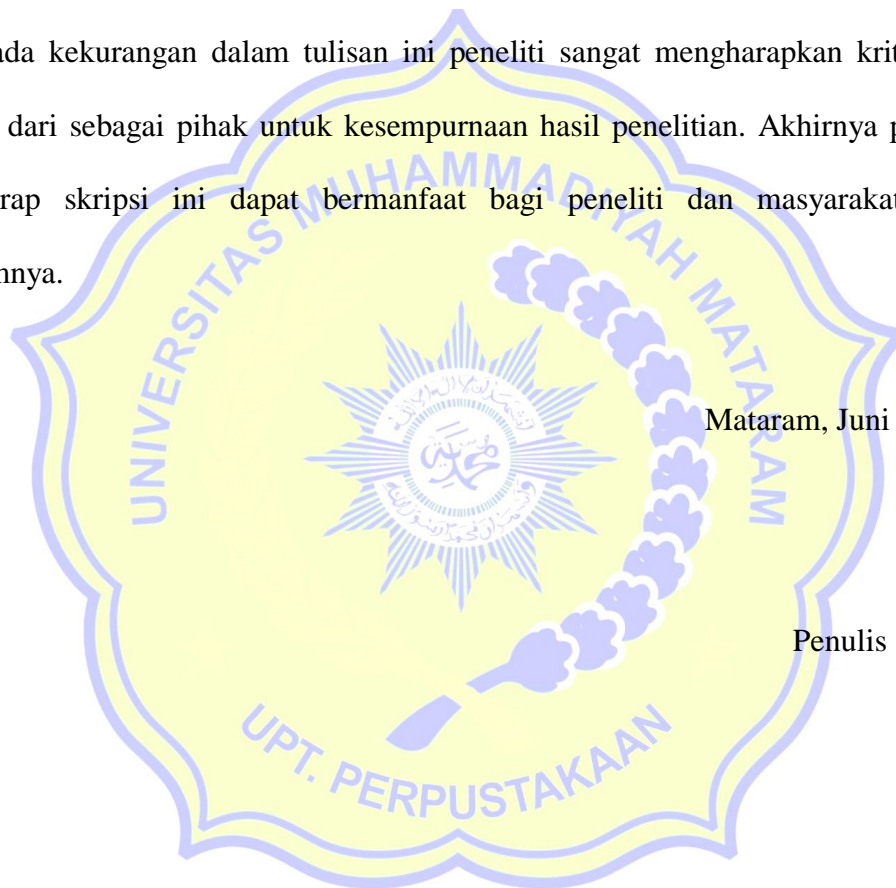 ada kekurangan dalam tulisan ini peneliti sangat mengharapkan krit
dari sebagai pihak untuk kesempurnaan hasil penelitian. Akhirnya p
rap skripsi ini dapat bermanfaat bagi peneliti dan masyarakat
nnya.
UNIVERSITAS MUHAMMADIYAH MATARAM
محمدية
Mataram, Juni
Penulis
UPT. PERPUSTAKAAN